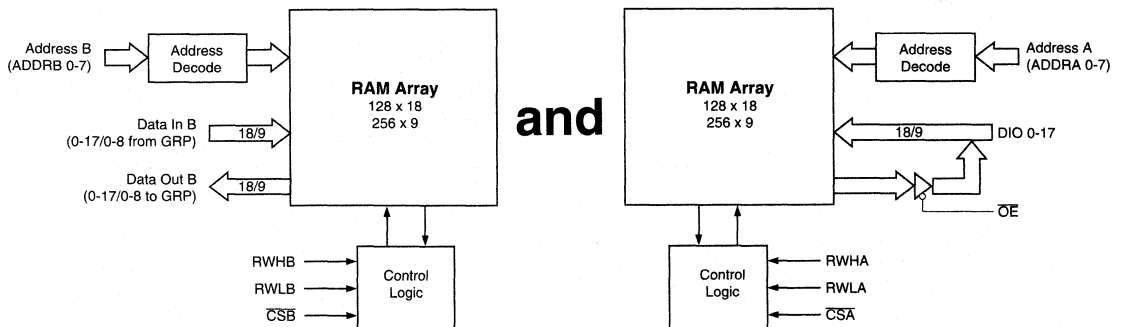 Address B
(ADDRB 0-7)
Address
Decode
RAM Array
128 x 18
256 x 9
Data In B
(0-17/0-8 from GRP)
18/9
Data Out B
(0-17/0-8 to GRP)
18/9
RWHB
RWLB
CSB
Control
Logic
and
RAM Array
128 x 18
256 x 9
Address
Decode
Address A
(ADDRA 0-7)
18/9
DIO 0-17
OE
Control
Logic
RWHA
RWLA
CSA